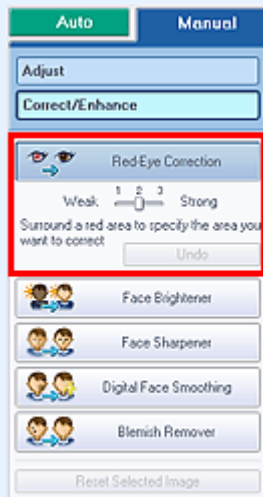 Auto Manual
Adjust
Correct/Enhance
Red-Eye Correction
1 2 3
Weak Strong
Surround a red area to specify the area you
want to correct
Undo
Face Brightener
Face Sharpener
Digital Face Smoothing
Blemish Remover
Reset Selected Image